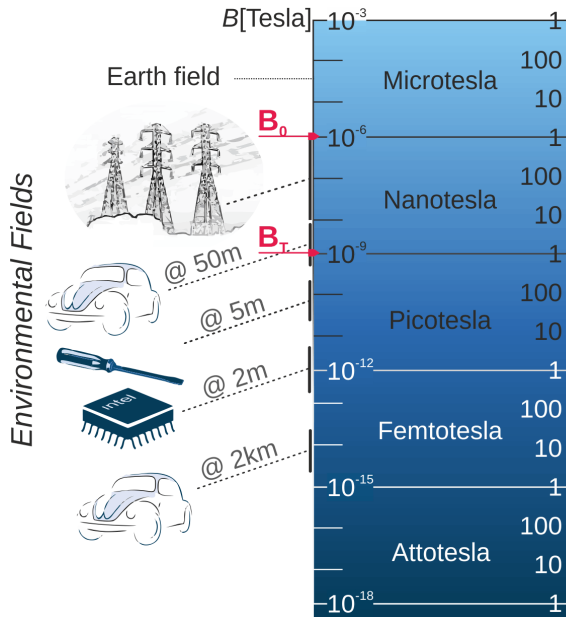 B[Tesla]
10⁻³
1
Earth field
Microtesla
100
10
B₀
10⁻⁶
1
Nanotesla
100
10
Environmental Fields
B_T
10⁻⁹
1
@ 50m
100
@ 5m
Picotesla
10
intel
@ 2m
10⁻¹²
1
100
Femtotesla
10
@ 2km
10⁻¹⁵
1
100
Attotesla
10
10⁻¹⁸
1